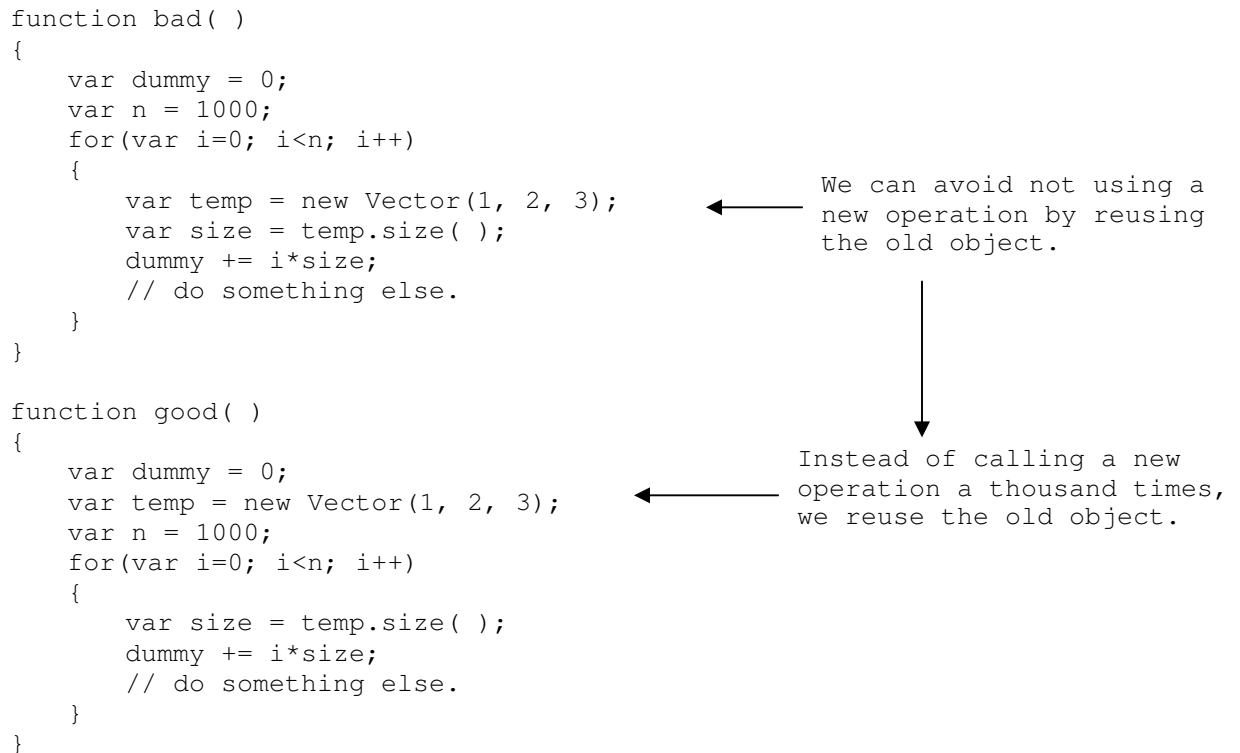 function bad( )
{
var dummy = 0;
var n = 1000;
for(var i=0; i<n; i++)
{
var temp = new Vector(1, 2, 3);
var size = temp.size( );
dummy += i*size;
// do something else.
}
}
We can avoid not using a
new operation by reusing
the old object.
function good( )
{
var dummy = 0;
var temp = new Vector(1, 2, 3);
var n = 1000;
for(var i=0; i<n; i++)
{
var size = temp.size( );
dummy += i*size;
// do something else.
}
}
Instead of calling a new
operation a thousand times,
we reuse the old object.